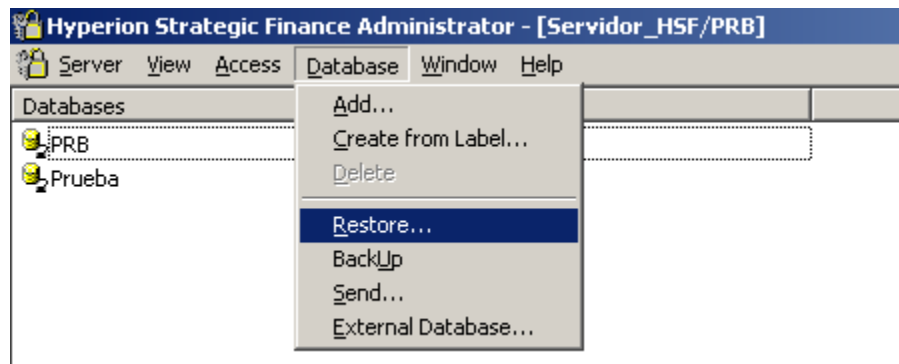 Hyperion Strategic Finance Administrator - [Servidor_HSF/PRB]
Server View Access Database Window Help
Databases
Add...
PRB
Create from Label...
Prueba
Delete
Restore...
BackUp
Send...
External Database...